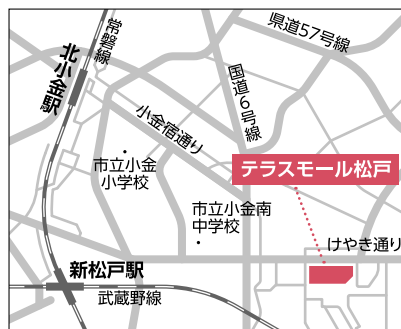 県道57号線
常磐線
北小金駅
国道6号線
小金宿通り
テラスモール松戸
市立小金
小学校
市立小金南
中学校
けやき通り
新松戸駅
武蔵野線